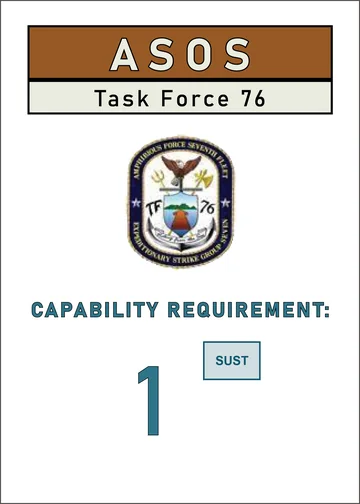 ASOS
Task Force 76
AMPHIBIOUS FORCE SEVENTH FLEET
TF 76
EXPEDITIONARY STRIKE GROUP SEVEN
CAPABILITY REQUIREMENT:
1
SUST